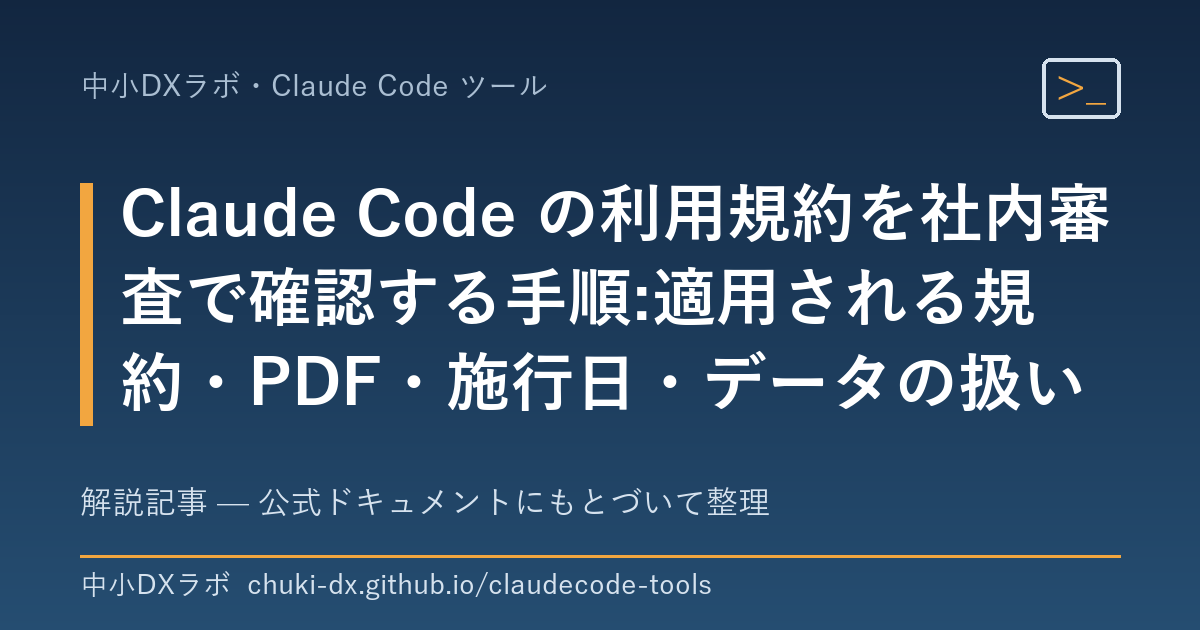 中小DXラボ・Claude Code ツール
>_
Claude Code の利用規約を社内審
査で確認する手順:適用される規
約・PDF・施行日・データの扱い
解説記事 — 公式ドキュメントにもとづいて整理
中小DXラボ chuki-dx.github.io/claudecode-tools